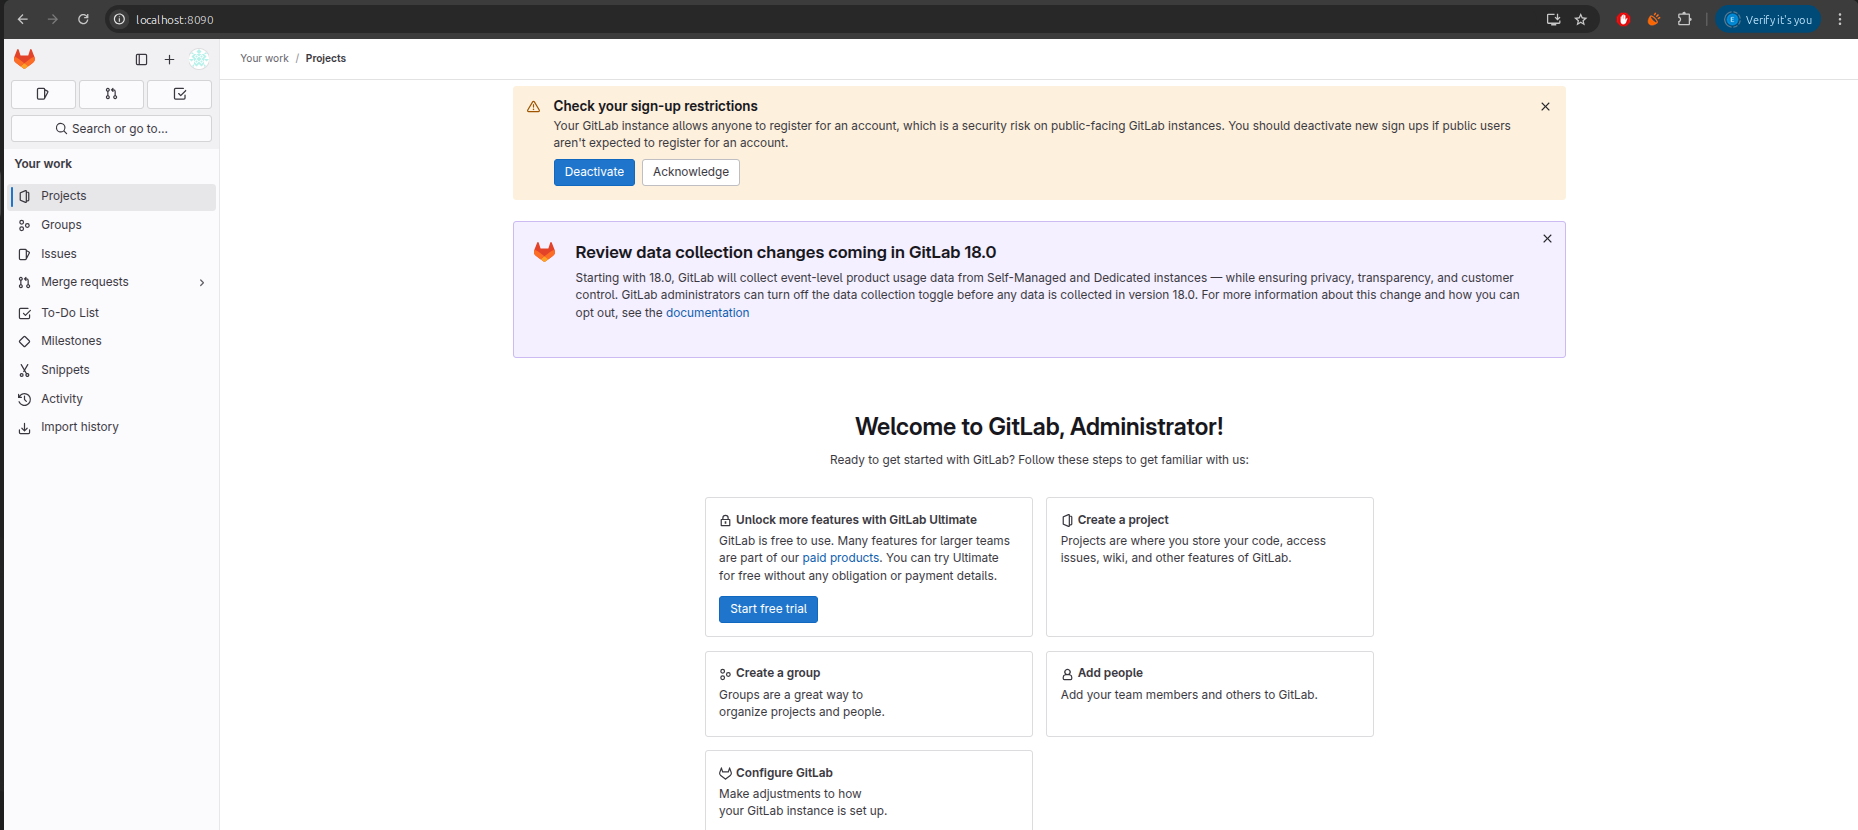 localhost:8090
Verify it's you
Search or go to...
Your work
Projects
Groups
Issues
Merge requests
To-Do List
Milestones
Snippets
Activity
Import history
Your work / Projects
Check your sign-up restrictions
Your GitLab instance allows anyone to register for an account, which is a security risk on public-facing GitLab instances. You should deactivate new sign ups if public users
aren't expected to register for an account.
Deactivate
Acknowledge
Review data collection changes coming in GitLab 18.0
Starting with 18.0, GitLab will collect event-level product usage data from Self-Managed and Dedicated instances — while ensuring privacy, transparency, and customer
control. GitLab administrators can turn off the data collection toggle before any data is collected in version 18.0. For more information about this change and how you can
opt out, see the documentation
Welcome to GitLab, Administrator!
Ready to get started with GitLab? Follow these steps to get familiar with us:
Unlock more features with GitLab Ultimate
GitLab is free to use. Many features for larger teams
are part of our paid products. You can try Ultimate
for free without any obligation or payment details.
Start free trial
Create a project
Projects are where you store your code, access
issues, wiki, and other features of GitLab.
Create a group
Groups are a great way to
organize projects and people.
Add people
Add your team members and others to GitLab.
Configure GitLab
Make adjustments to how
your GitLab instance is set up.